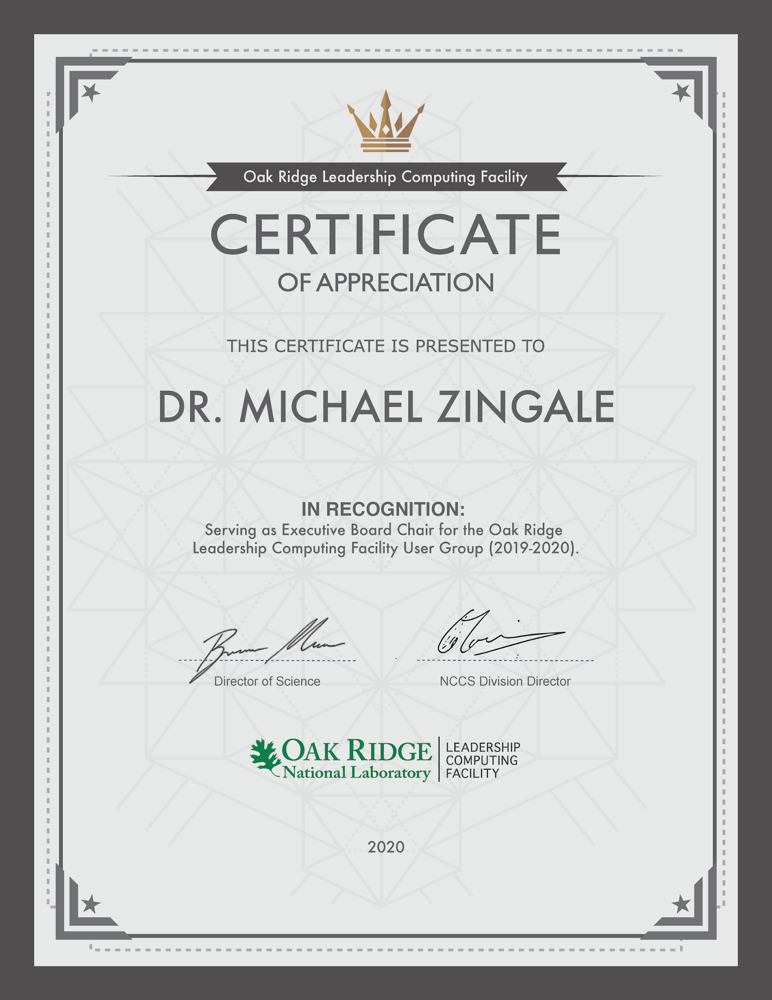 Oak Ridge Leadership Computing Facility
CERTIFICATE
OF APPRECIATION
THIS CERTIFICATE IS PRESENTED TO
DR. MICHAEL ZINGALE
IN RECOGNITION:
Serving as Executive Board Chair for the Oak Ridge
Leadership Computing Facility User Group (2019-2020).
Director of Science
NCCS Division Director
OAK RIDGE
National Laboratory
LEADERSHIP
COMPUTING
FACILITY
2020